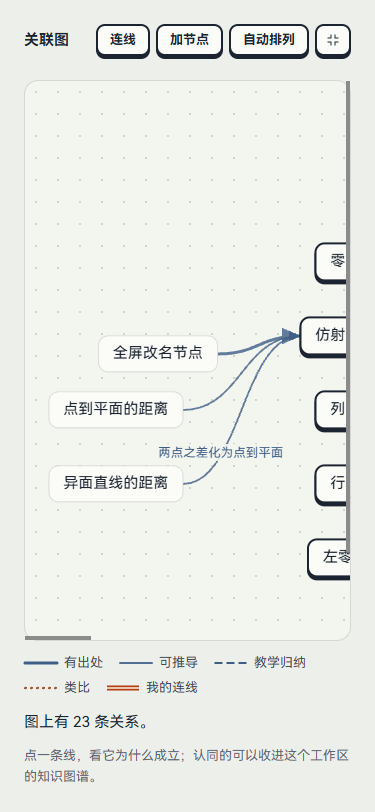 关联图
连线
加节点
自动排列
零
仿射
全屏改名节点
点到平面的距离
列
两点之差化为点到平面
异面直线的距离
行
左零
有出处
可推导
教学归纳
类比
我的连线
图上有 23 条关系。
点一条线，看它为什么成立；认同的可以收进这个工作区
的知识图谱。